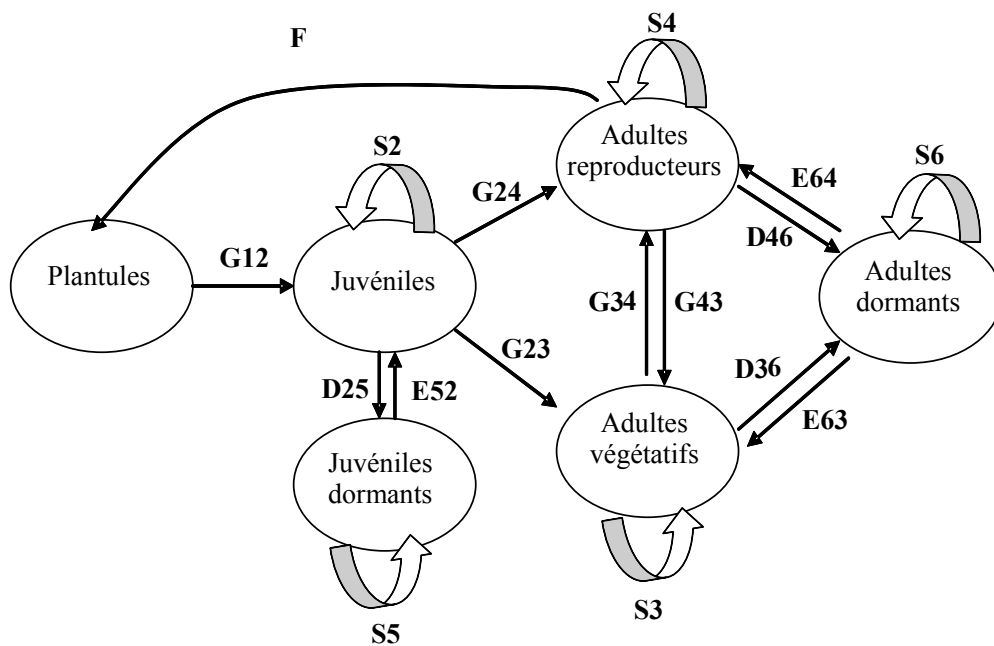 F
S4
Adultes
reproducteurs
S2
S6
G24
E64
D46
Plantules
G12
Juvéniles
Adultes
dormants
G34
G43
G23
D36
D25
E52
E63
Adultes
végétatifs
Juvéniles
dormants
S3
S5